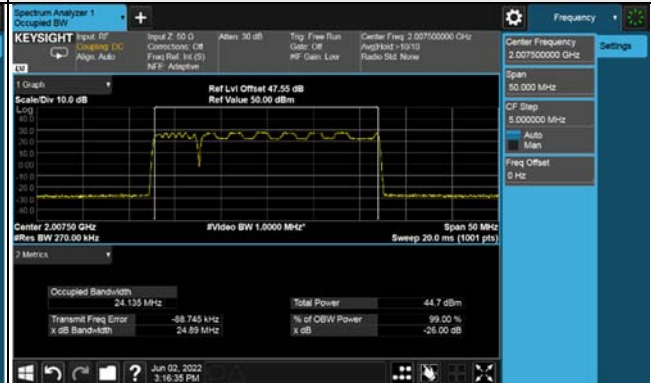 Spectrum Analyzer 1
Occupied BW
+
Frequency
KEYSIGHT
Input: RF
Coupling: DC
Align: Auto
Input Z: 50 Ω
Corrections: Off
Freq Ref: Int (S)
NFE: Adaptive
Atten: 30 dB
Trig: Free Run
Gate: Off
#IF Gain: Low
Center Freq: 2.007500000 GHz
Avg|Hold:>10/10
Radio Std: None
LXI
Center Frequency
2.007500000 GHz
Settings
Span
50.000 MHz
CF Step
5.000000 MHz
Auto
Man
Freq Offset
0 Hz
1 Graph
Scale/Div 10.0 dB
Ref Lvl Offset 47.55 dB
Ref Value 50.00 dBm
Log
40.0
30.0
20.0
10.0
0.00
-10.0
-20.0
-30.0
-40.0
Center 2.00750 GHz
#Res BW 270.00 kHz
#Video BW 1.0000 MHz*
Span 50 MHz
Sweep 20.0 ms (1001 pts)
2 Metrics
Occupied Bandwidth
24.135 MHz
Total Power 44.7 dBm
Transmit Freq Error -88.745 kHz
% of OBW Power 99.00 %
x dB Bandwidth 24.89 MHz
x dB -26.00 dB
?
Jun 02, 2022
3:16:35 PM